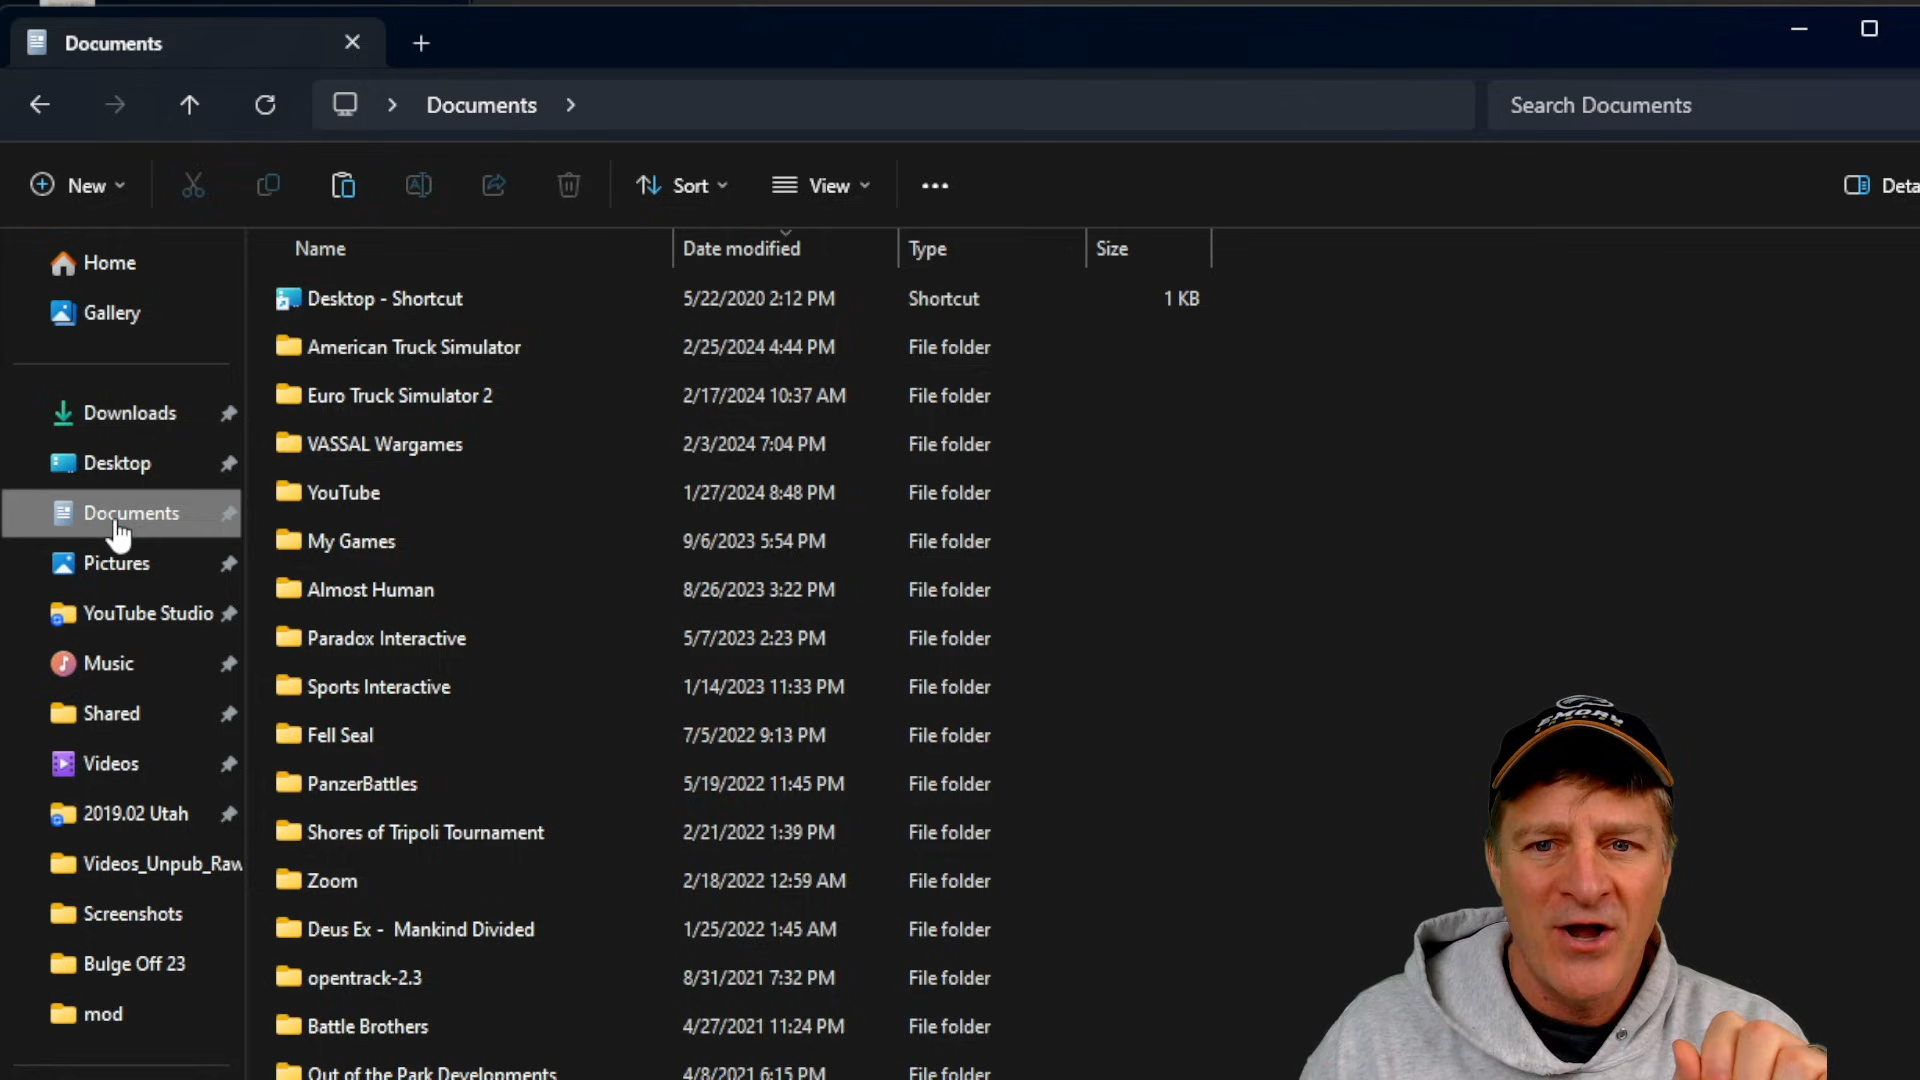 Documents
Documents
Search Documents
New
Sort
View
Deta
Home
Gallery
Downloads
Desktop
Documents
Pictures
YouTube Studio
Music
Shared
Videos
2019.02 Utah
Videos_Unpub_Raw
Screenshots
Bulge Off 23
mod
Name Date modified Type Size
Desktop - Shortcut 5/22/2020 2:12 PM Shortcut 1 KB
American Truck Simulator 2/25/2024 4:44 PM File folder
Euro Truck Simulator 2 2/17/2024 10:37 AM File folder
VASSAL Wargames 2/3/2024 7:04 PM File folder
YouTube 1/27/2024 8:48 PM File folder
My Games 9/6/2023 5:54 PM File folder
Almost Human 8/26/2023 3:22 PM File folder
Paradox Interactive 5/7/2023 2:23 PM File folder
Sports Interactive 1/14/2023 11:33 PM File folder
Fell Seal 7/5/2022 9:13 PM File folder
PanzerBattles 5/19/2022 11:45 PM File folder
Shores of Tripoli Tournament 2/21/2022 1:39 PM File folder
Zoom 2/18/2022 12:59 AM File folder
Deus Ex - Mankind Divided 1/25/2022 1:45 AM File folder
opentrack-2.3 8/31/2021 7:32 PM File folder
Battle Brothers 4/27/2021 11:24 PM File folder
Out of the Park Developments 4/8/2021 6:15 PM File folder
EMORY